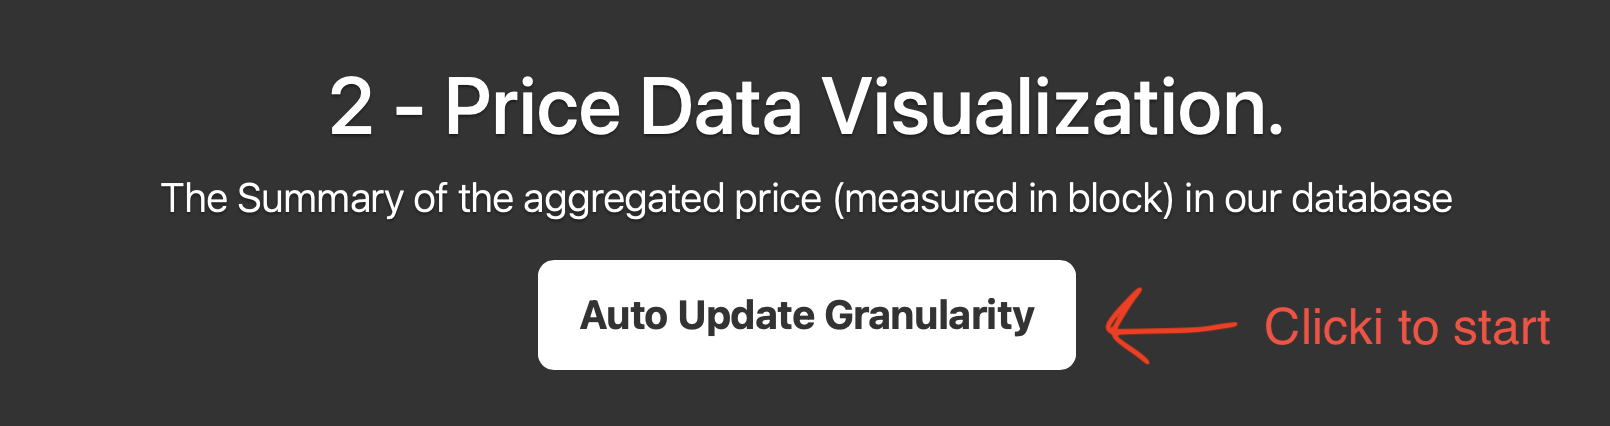 2 - Price Data Visualization.
The Summary of the aggregated price (measured in block) in our database
Auto Update Granularity
Clicki to start